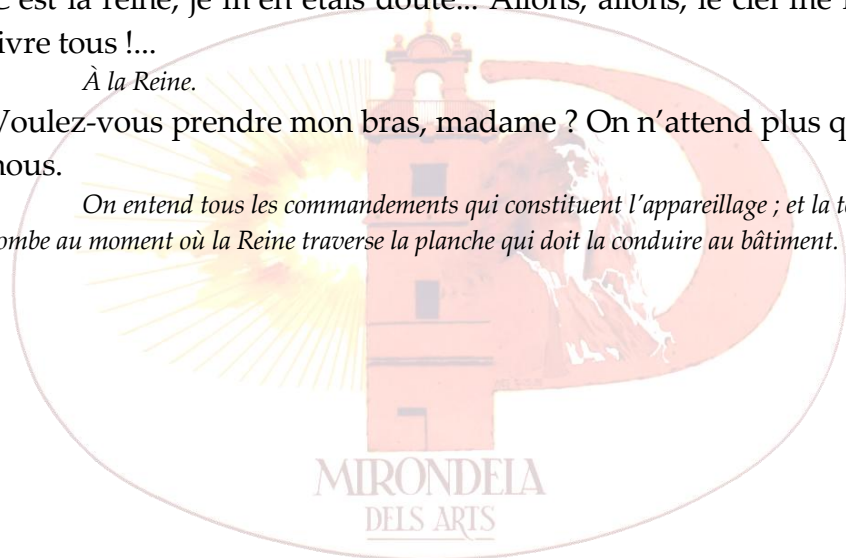 C'est la reine, je m'en étais douté... Allons, allons, le ciel me l
ivre tous !...
À la Reine.
Voulez-vous prendre mon bras, madame ? On n'attend plus q
nous.
On entend tous les commandements qui constituent l'appareillage ; et la t
ombe au moment où la Reine traverse la planche qui doit la conduire au bâtiment.
MIRONDELA
DELS ARTS